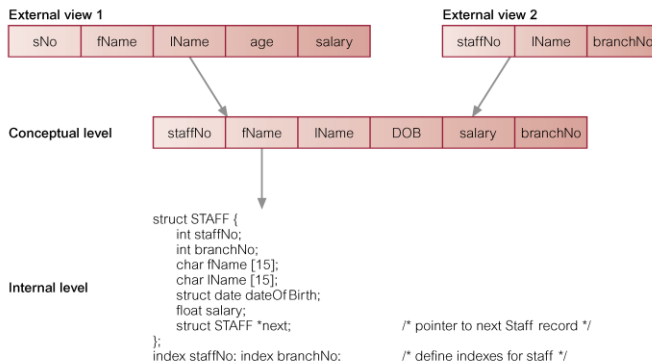 External view 1
External view 2
sNo fName lName age salary
staffNo lName branchNo
Conceptual level
staffNo fName lName DOB salary branchNo
Internal level
struct STAFF {
int staffNo;
int branchNo;
char fName [15];
char lName [15];
struct date dateOfBirth;
float salary;
struct STAFF *next; /* pointer to next Staff record */
};
index staffNo; index branchNo; /* define indexes for staff */